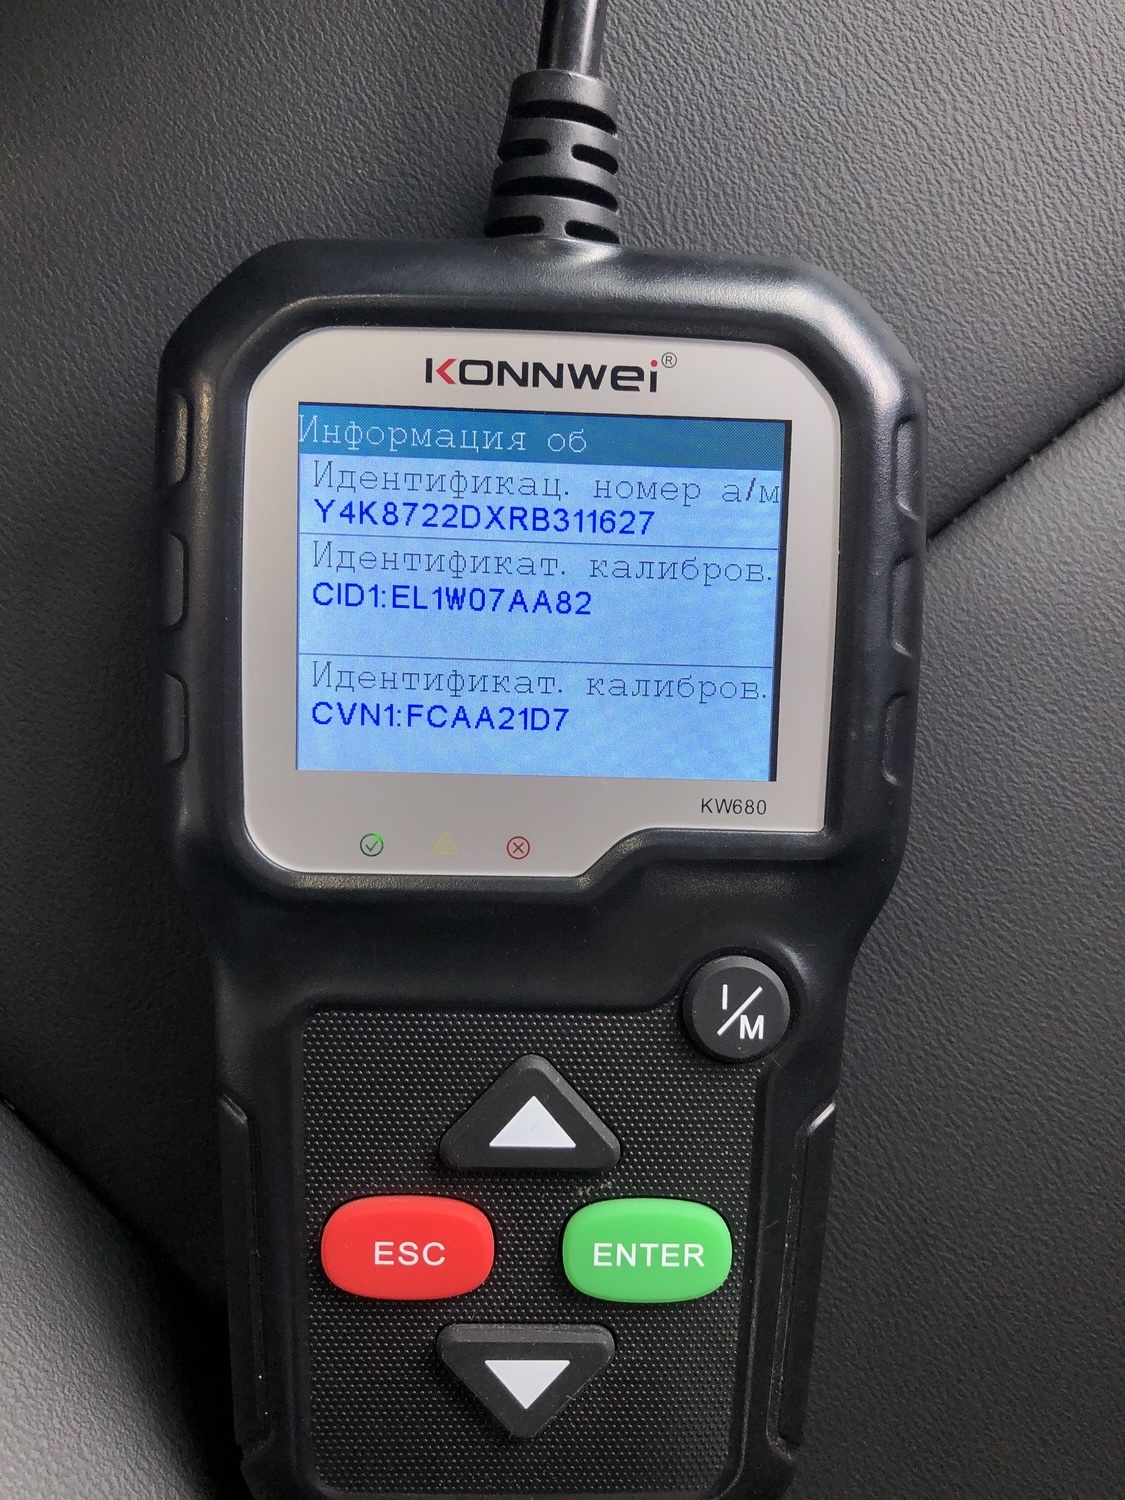 KONNWEI®
Информация об
Идентификац. номер а/м
Y4K8722DXRB311627
Идентификат. калибров.
CID1:EL1W07AA82
Идентификат. калибров.
CVN1:FCAA21D7
KW680
I/M
ESC
ENTER